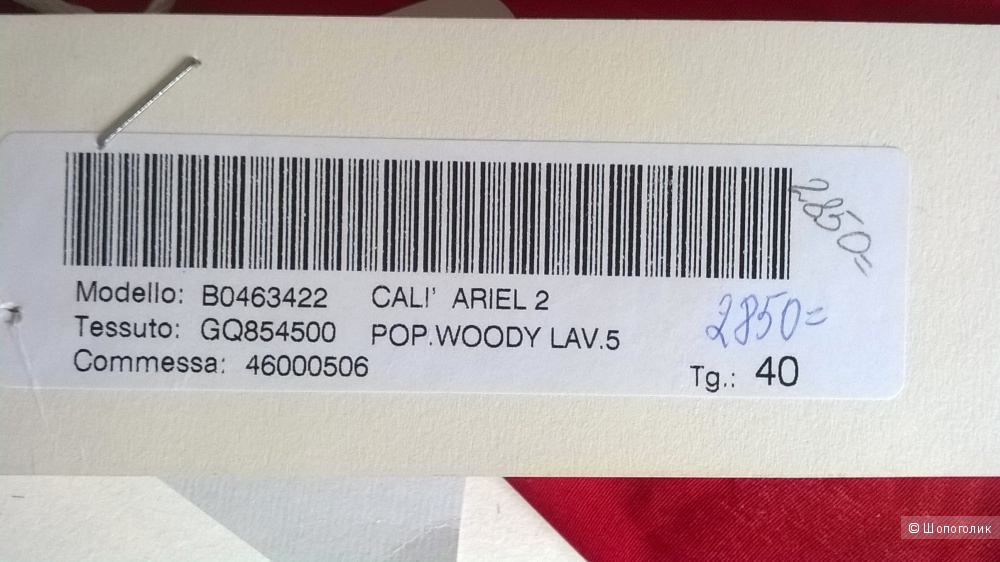 2850=
Modello: B0463422 CALI' ARIEL 2
Tessuto: GQ854500 POP.WOODY LAV.5
2850=
Commessa: 46000506
Tg.: 40
© Шопоголик